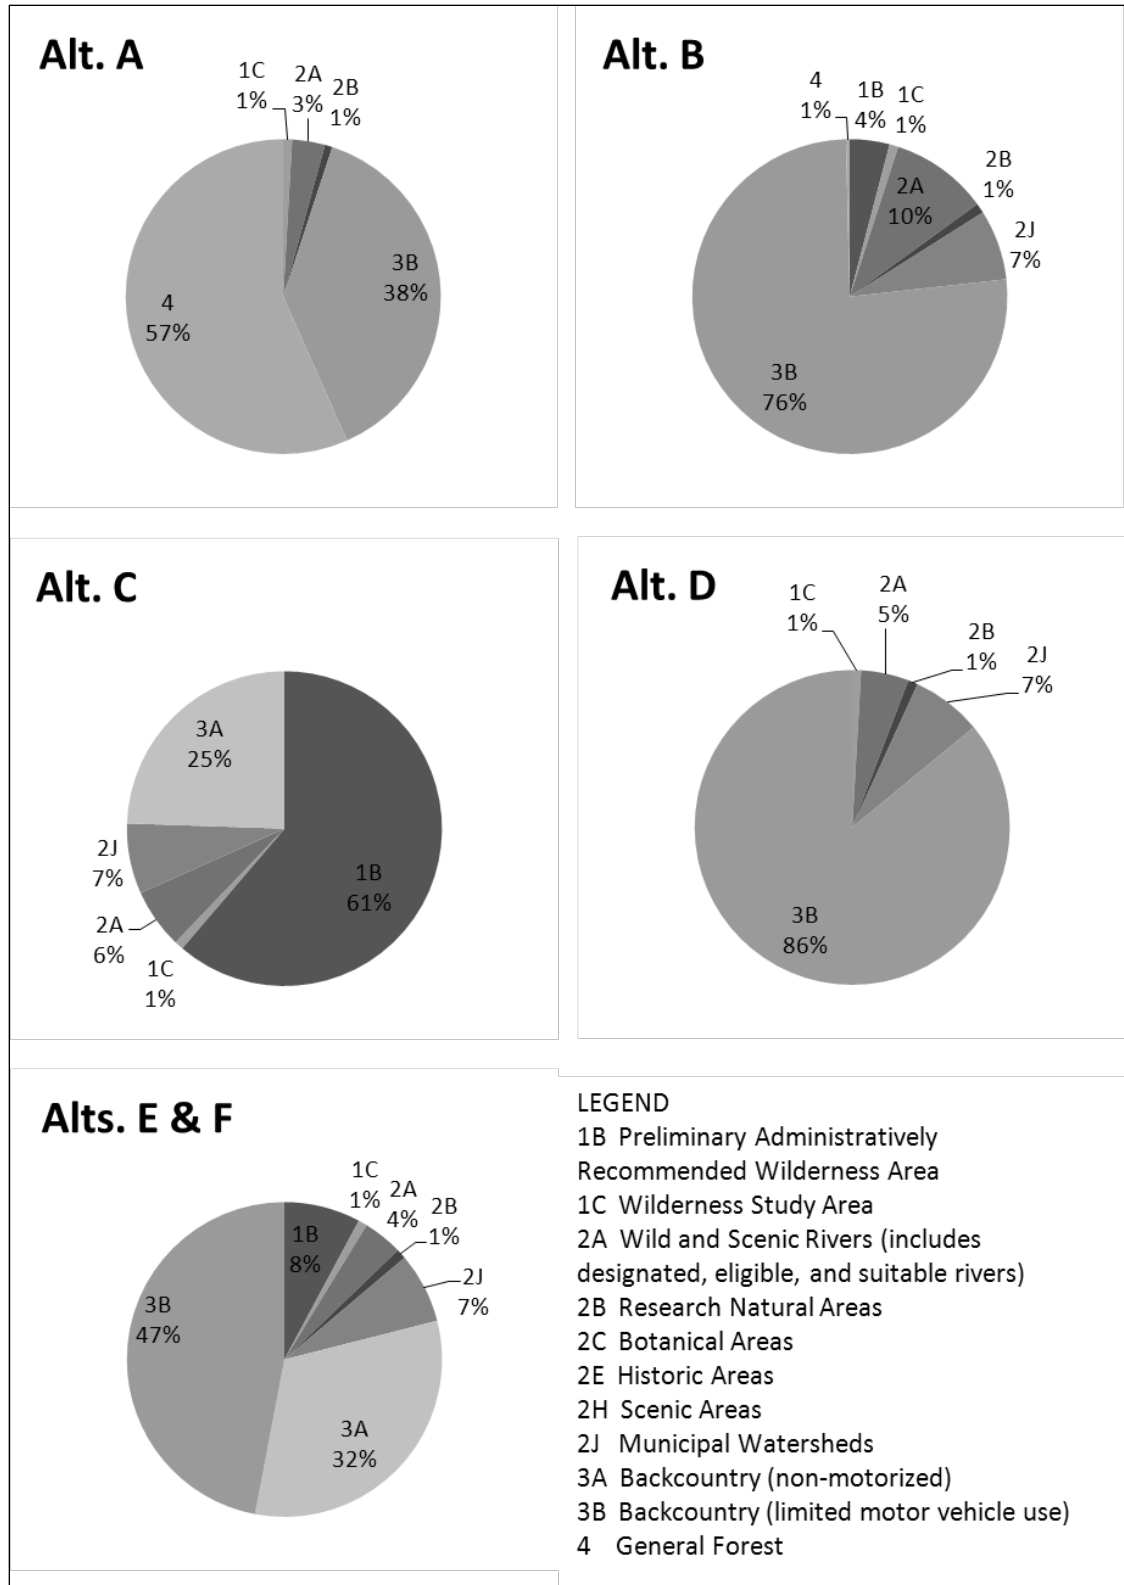 Alt. A
1C
1%
2A
3%
2B
1%
3B
38%
4
57%
Alt. B
4
1%
1B
4%
1C
1%
2A
10%
2B
1%
2J
7%
3B
76%
Alt. C
3A
25%
2J
7%
2A
6%
1C
1%
1B
61%
Alt. D
1C
1%
2A
5%
2B
1%
2J
7%
3B
86%
Alts. E & F
1B
8%
1C
1%
2A
4%
2B
1%
2J
7%
3A
32%
3B
47%
LEGEND
1B Preliminary Administratively
Recommended Wilderness Area
1C Wilderness Study Area
2A Wild and Scenic Rivers (includes
designated, eligible, and suitable rivers)
2B Research Natural Areas
2C Botanical Areas
2E Historic Areas
2H Scenic Areas
2J Municipal Watersheds
3A Backcountry (non-motorized)
3B Backcountry (limited motor vehicle use)
4 General Forest